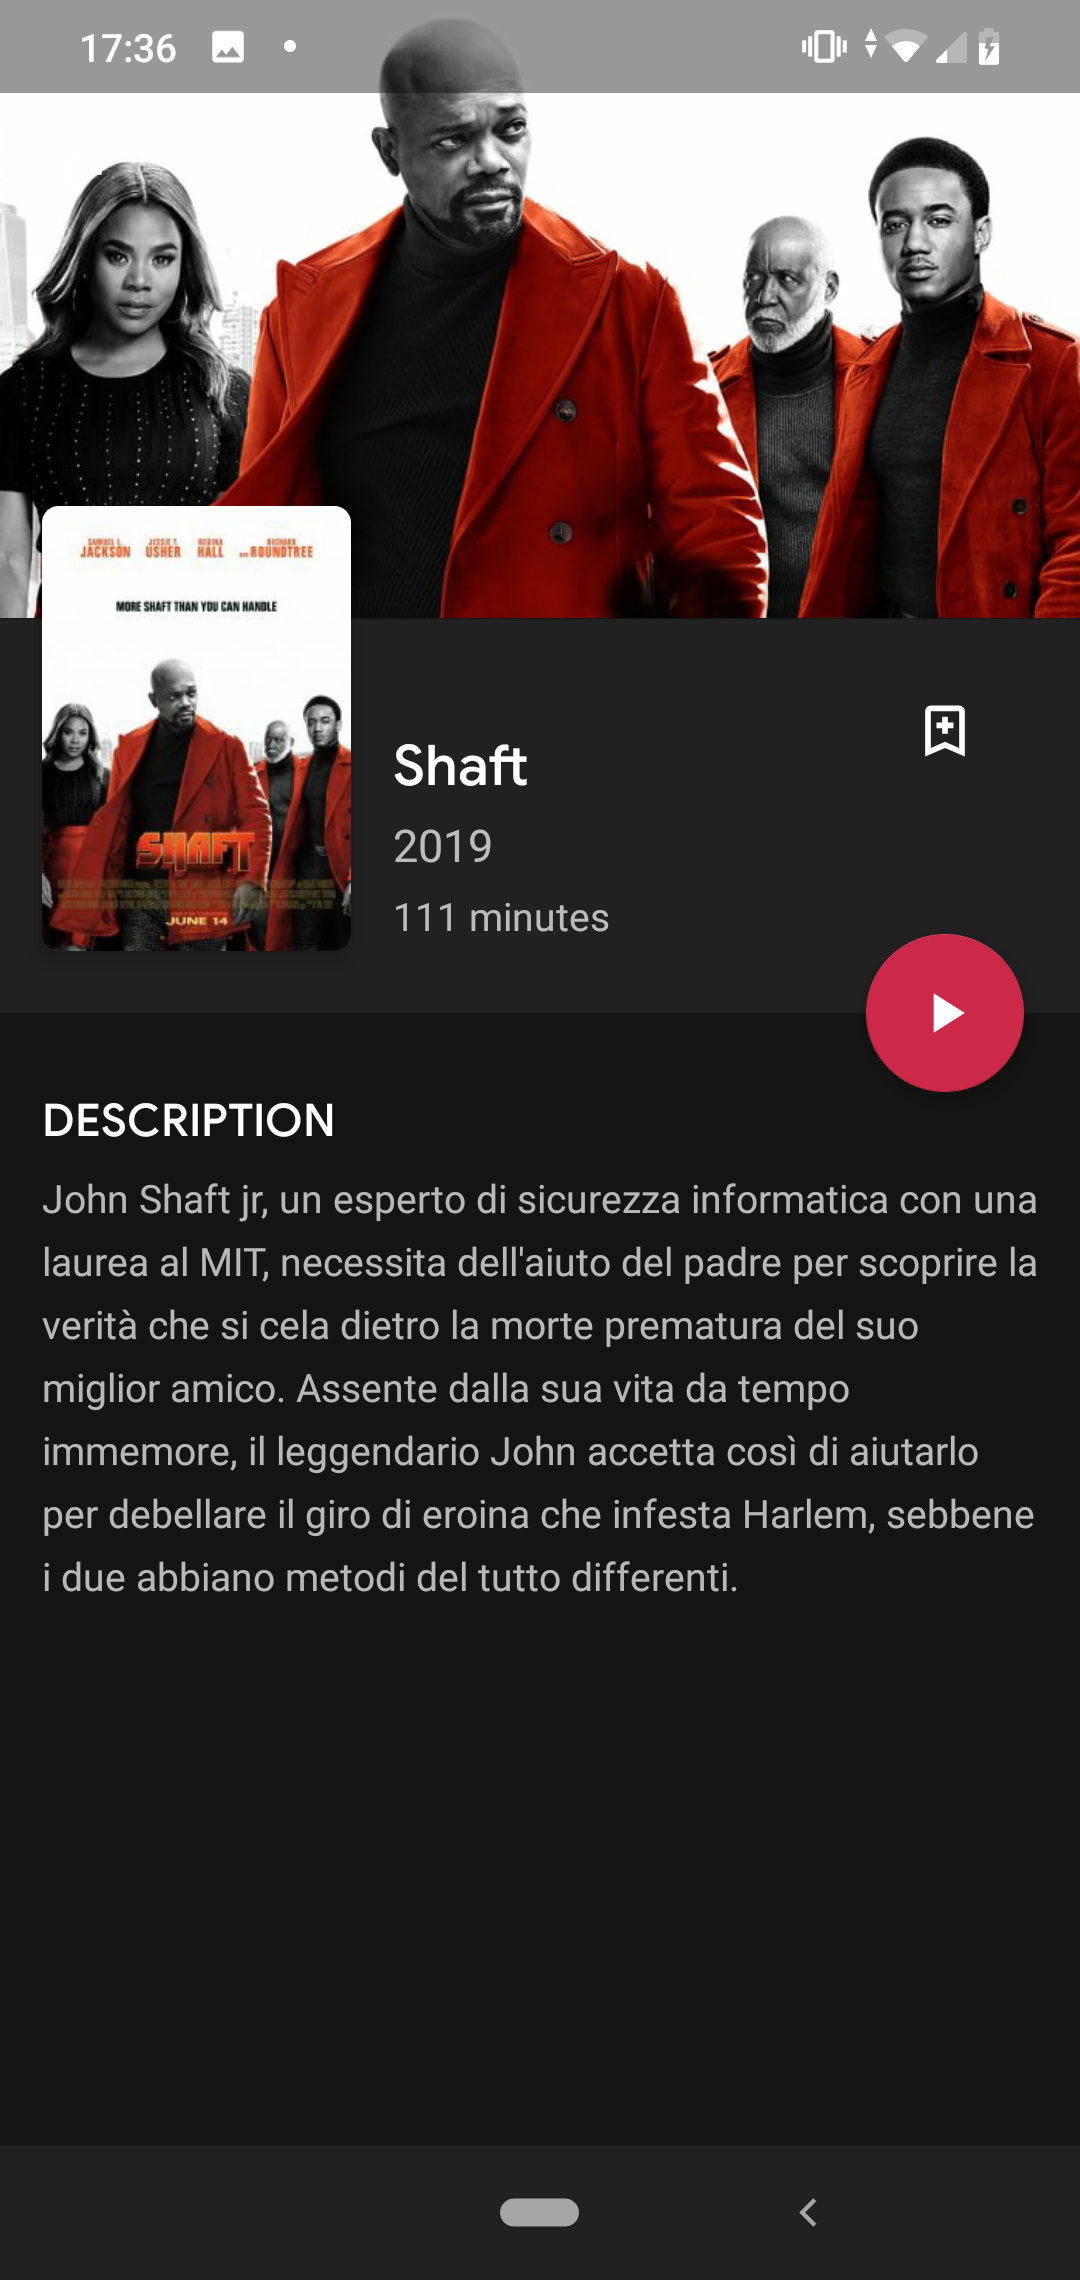 17:36
SAMUEL L. JESSIE T. REGINA RICHARD
JACKSON USHER HALL AND ROUNDTREE
MORE SHAFT THAN YOU CAN HANDLE
SHAFT
JUNE 14
Shaft
2019
111 minutes
DESCRIPTION
John Shaft jr, un esperto di sicurezza informatica con una
laurea al MIT, necessita dell'aiuto del padre per scoprire la
verità che si cela dietro la morte prematura del suo
miglior amico. Assente dalla sua vita da tempo
immemore, il leggendario John accetta così di aiutarlo
per debellare il giro di eroina che infesta Harlem, sebbene
i due abbiano metodi del tutto differenti.